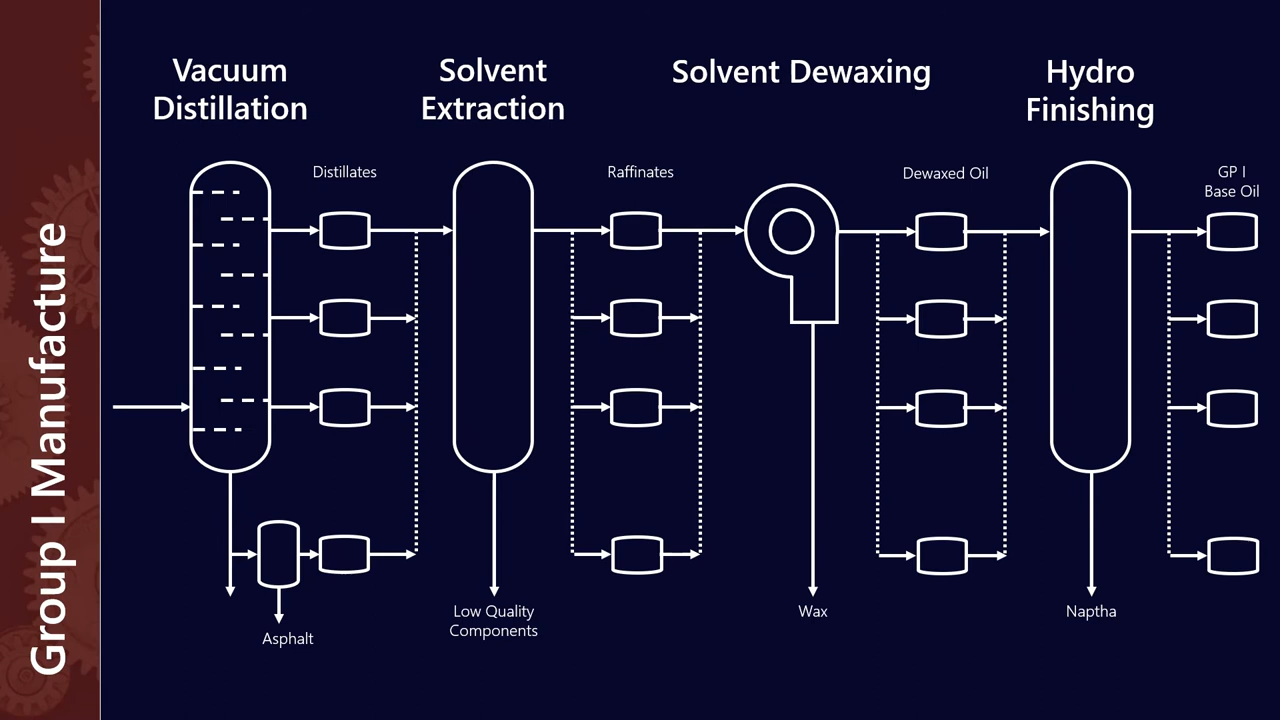 Group I Manufacture
Vacuum
Distillation
Solvent
Extraction
Solvent Dewaxing
Hydro
Finishing
Distillates
Raffinates
Dewaxed Oil
GP I
Base Oil
Asphalt
Low Quality
Components
Wax
Naptha